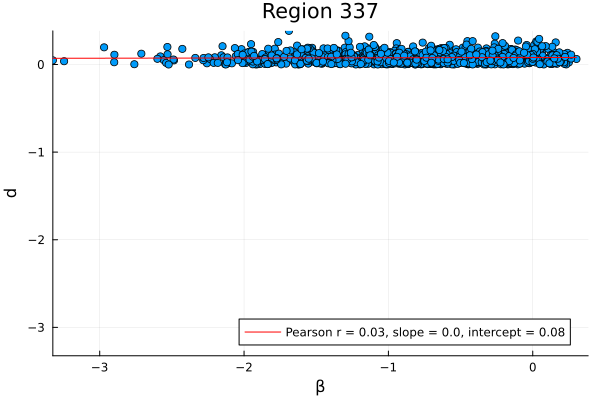 Region 337
0
−1
−2
−3
d
Pearson r = 0.03, slope = 0.0, intercept = 0.08
−3 −2 −1 0
β